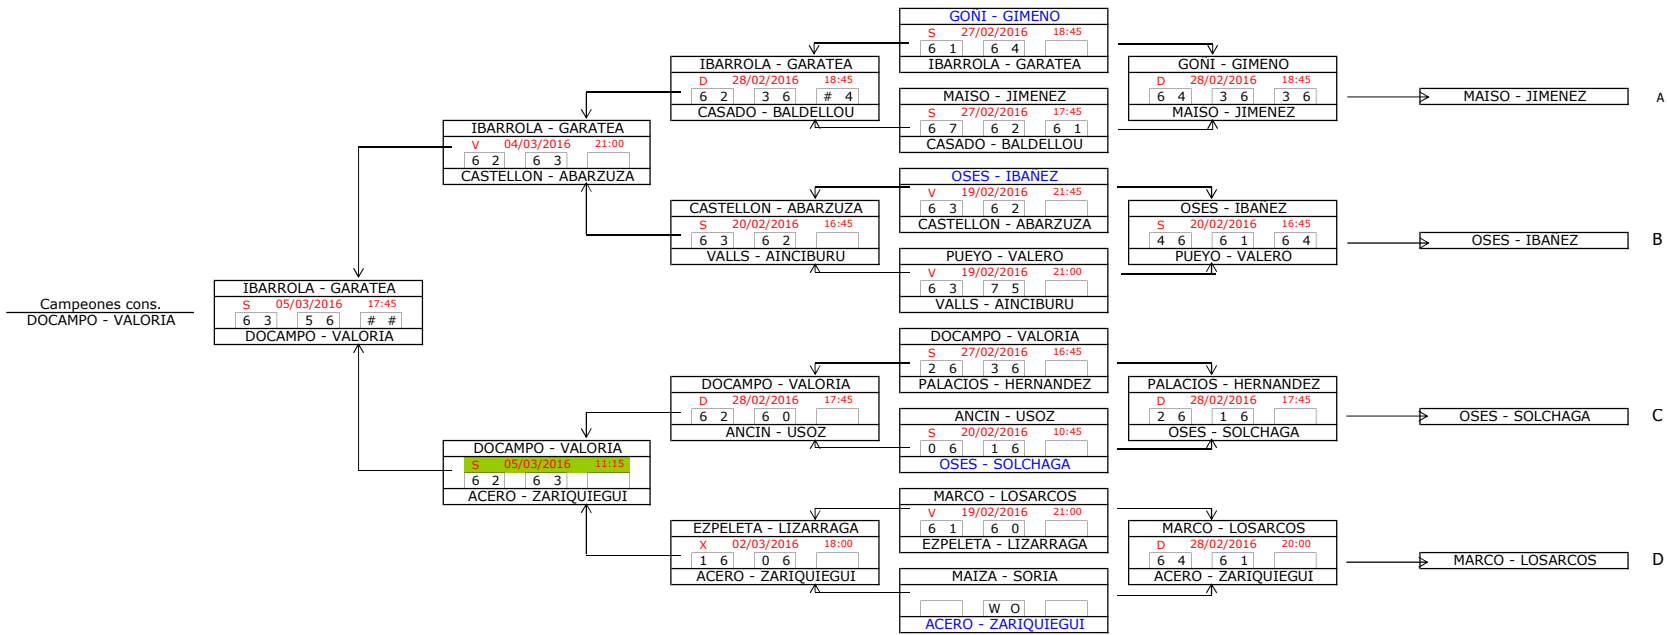 Campeones cons.
DOCAMPO - VALORIA
IBARROLA - GARATEA
S 05/03/2016 17:45
6 3 5 6 # #
DOCAMPO - VALORIA
IBARROLA - GARATEA
V 04/03/2016 21:00
6 2 6 3
CASTELLON - ABARZUZA
DOCAMPO - VALORIA
S 05/03/2016 11:15
6 2 6 3
ACERO - ZARIQUIEGUI
IBARROLA - GARATEA
D 28/02/2016 18:45
6 2 3 6 # 4
CASADO - BALDELLOU
CASTELLON - ABARZUZA
S 20/02/2016 16:45
6 3 6 2
VALLS - AINCIBURU
DOCAMPO - VALORIA
D 28/02/2016 17:45
6 2 6 0
ANCIN - USOZ
EZPELETA - LIZARRAGA
X 02/03/2016 18:00
1 6 0 6
ACERO - ZARIQUIEGUI
GOÑI - GIMENO
S 27/02/2016 18:45
6 1 6 4
IBARROLA - GARATEA
MAISO - JIMENEZ
S 27/02/2016 17:45
6 7 6 2 6 1
CASADO - BALDELLOU
OSES - IBAÑEZ
V 19/02/2016 21:45
6 3 6 2
CASTELLON - ABARZUZA
PUEYO - VALERO
V 19/02/2016 21:00
6 3 7 5
VALLS - AINCIBURU
DOCAMPO - VALORIA
S 27/02/2016 16:45
2 6 3 6
PALACIOS - HERNANDEZ
ANCIN - USOZ
S 20/02/2016 10:45
0 6 1 6
OSES - SOLCHAGA
MARCO - LOSARCOS
V 19/02/2016 21:00
6 1 6 0
EZPELETA - LIZARRAGA
MAIZA - SORIA
W O
ACERO - ZARIQUIEGUI
GOÑI - GIMENO
D 28/02/2016 18:45
6 4 3 6 3 6
MAISO - JIMENEZ
OSES - IBAÑEZ
S 20/02/2016 16:45
4 6 6 1 6 4
PUEYO - VALERO
PALACIOS - HERNANDEZ
D 28/02/2016 17:45
2 6 1 6
OSES - SOLCHAGA
MARCO - LOSARCOS
D 28/02/2016 20:00
6 4 6 1
ACERO - ZARIQUIEGUI
MAISO - JIMENEZ A
OSES - IBAÑEZ B
OSES - SOLCHAGA C
MARCO - LOSARCOS D